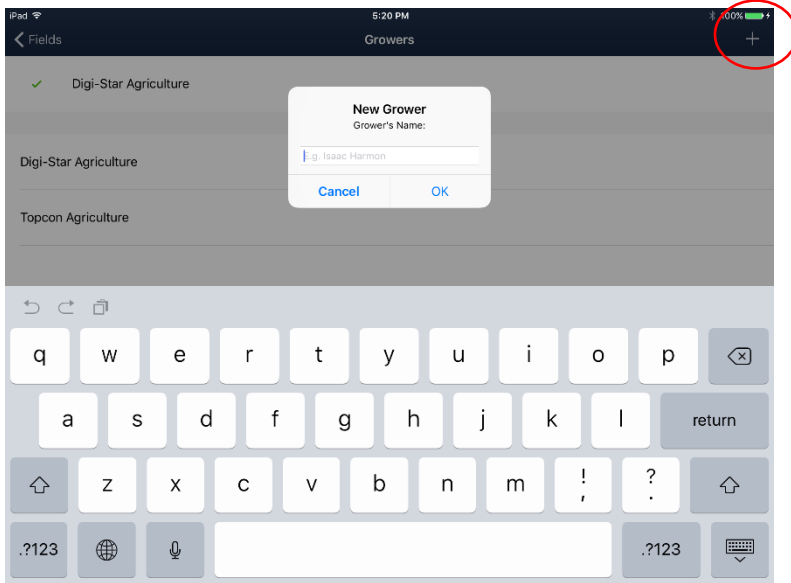 iPad 5:20 PM 100%
Fields Growers +
Digi-Star Agriculture
New Grower
Grower's Name:
E.g. Isaac Harmon
Cancel OK
Digi-Star Agriculture
Topcon Agriculture
q w e r t y u i o p
a s d f g h j k l return
z x c v b n m ! , ? .
.?123 .?123